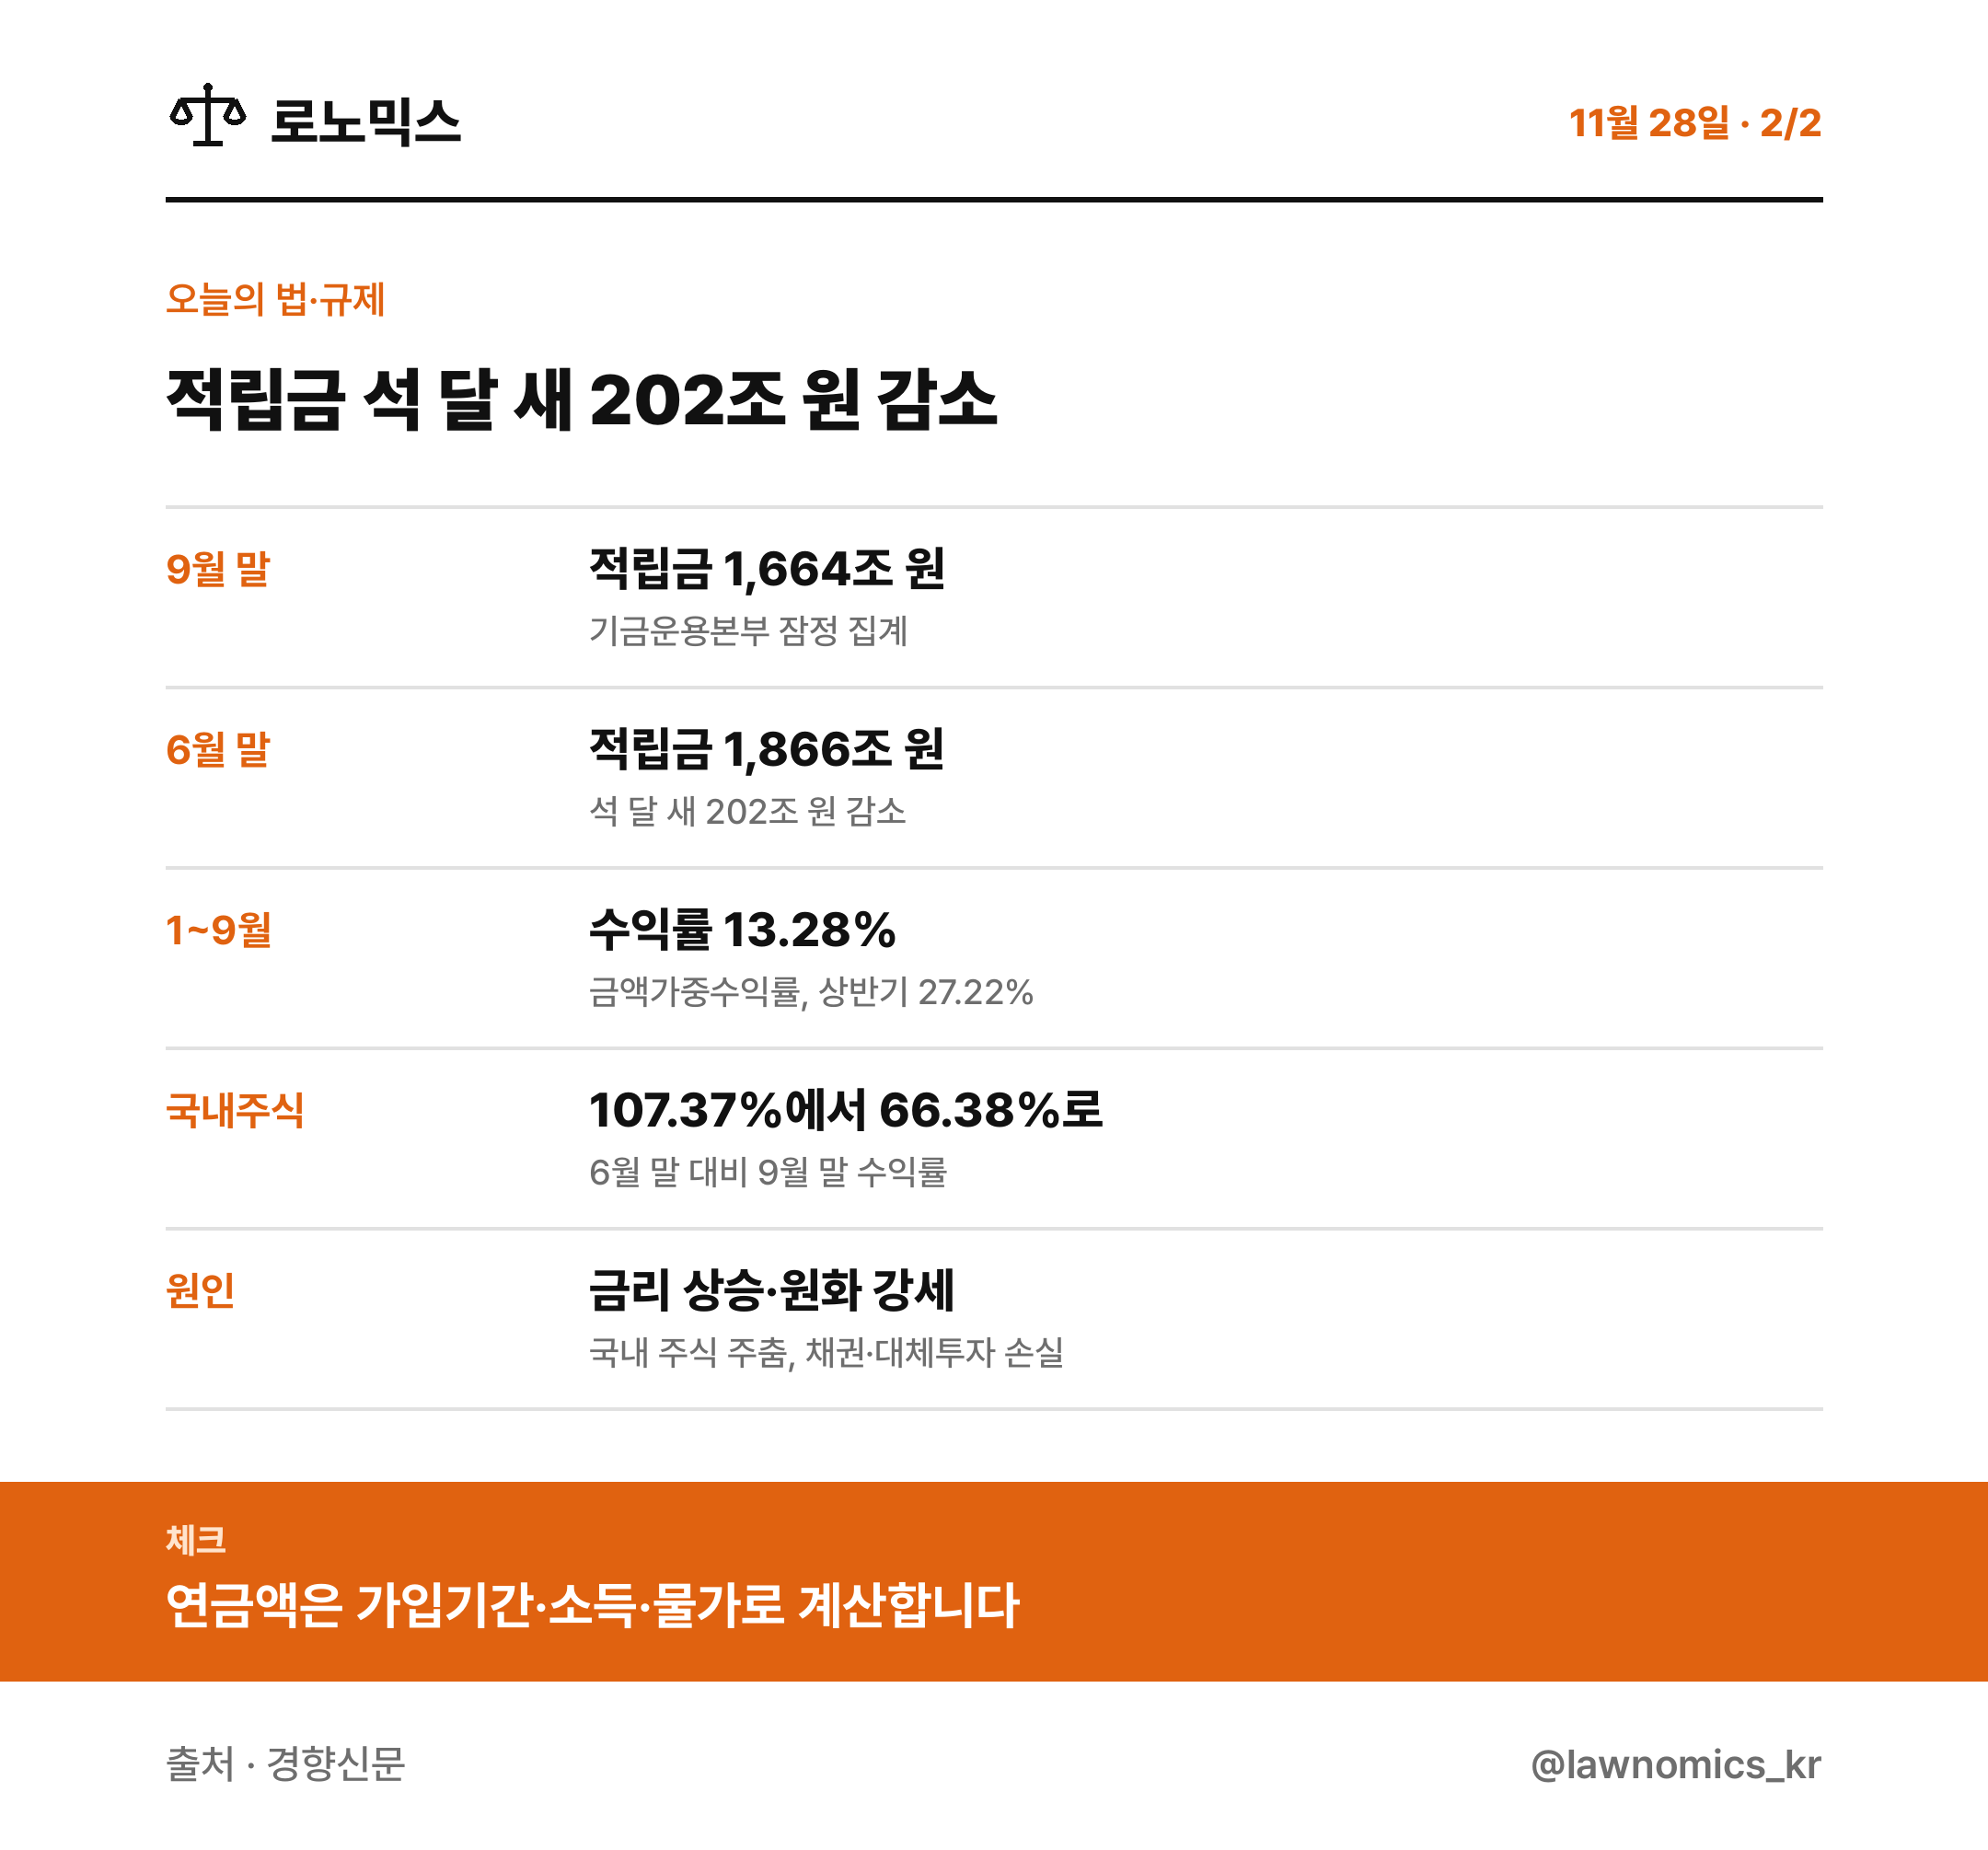 로노믹스
11월 28일 · 2/2
오늘의 법·규제
적립금 석 달 새 202조 원 감소
9월 말
적립금 1,664조 원
기금운용본부 잠정 집계
6월 말
적립금 1,866조 원
석 달 새 202조 원 감소
1~9월
수익률 13.28%
금액가중수익률, 상반기 27.22%
국내주식
107.37%에서 66.38%로
6월 말 대비 9월 말 수익률
원인
금리 상승·원화 강세
국내 주식 주춤, 채권·대체투자 손실
체크
연금액은 가입기간·소득·물가로 계산합니다
출처 · 경향신문
@lawnomics_kr